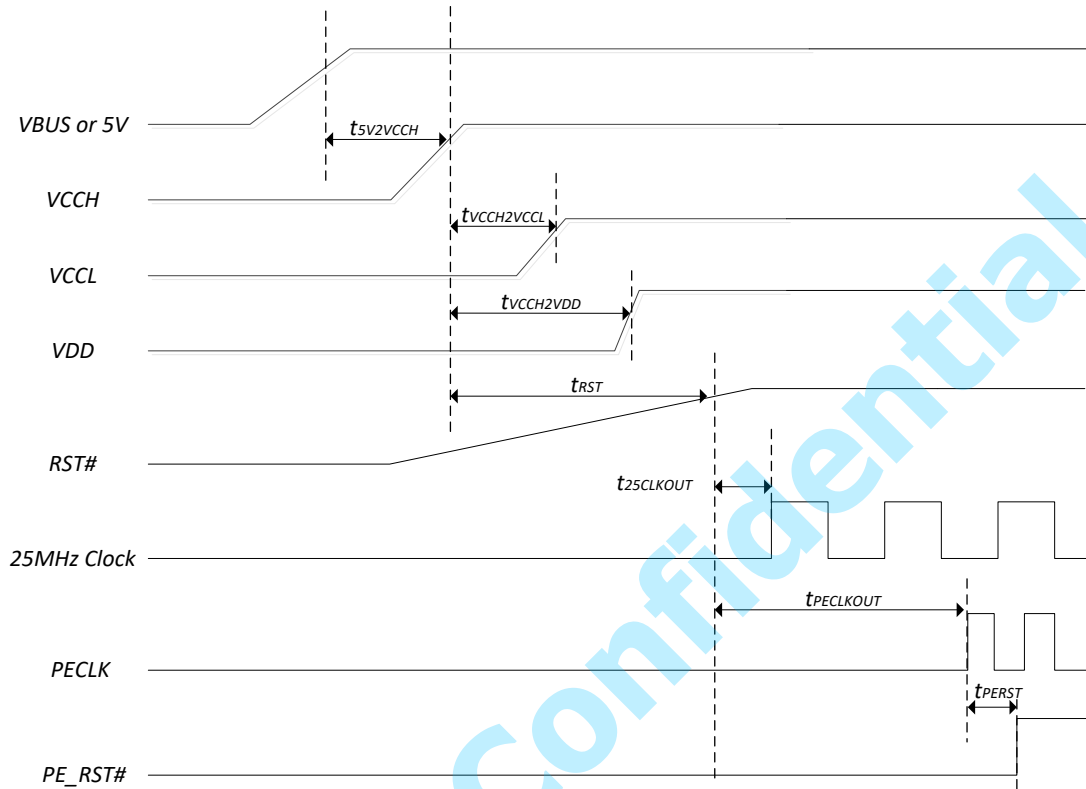 VBUS or 5V
t5V2VCCH
VCCH
tVCCH2VCCL
VCCL
tVCCH2VDD
VDD
tRST
RST#
t25CLKOUT
25MHz Clock
tPECLKOUT
PECLK
tPERST
PE_RST#
Confidential